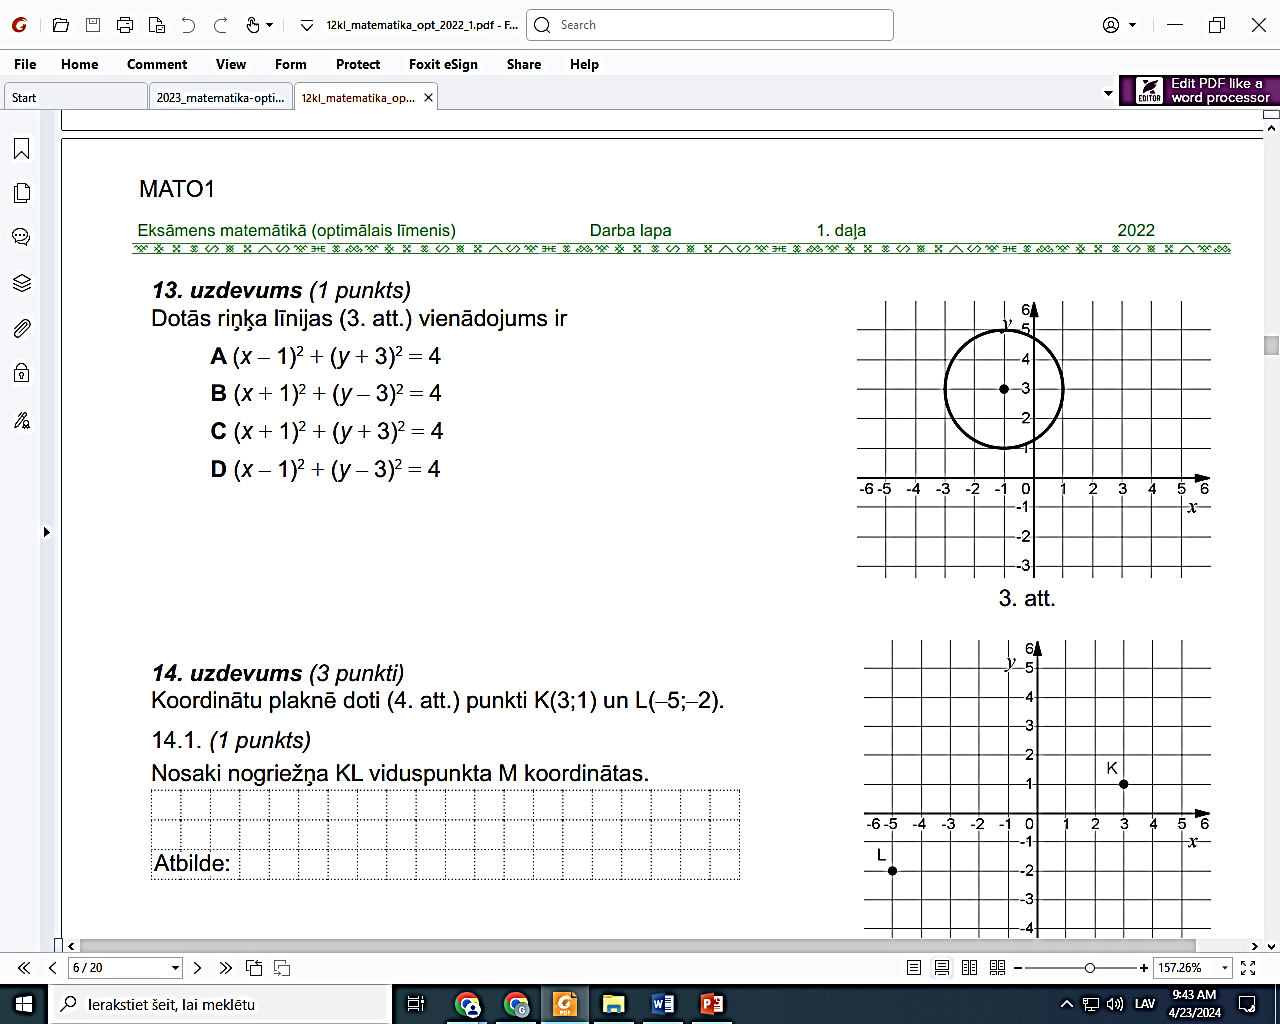 12kl_matematika_opt_2022_1.pdf - F...
Search
File Home Comment View Form Protect Foxit eSign Share Help
Start
2023_matematika-opti...
12kl_matematika_op...
Edit PDF like a
word processor
EDITOR
MATO1
Eksāmens matemātikā (optimālais līmenis) Darba lapa 1. daļa 2022
13. uzdevums (1 punkts)
Dotās riņķa līnijas (3. att.) vienādojums ir
A (x – 1)² + (y + 3)² = 4
B (x + 1)² + (y – 3)² = 4
C (x + 1)² + (y + 3)² = 4
D (x – 1)² + (y – 3)² = 4
6
y 5
4
3
2
1
-6 -5 -4 -3 -2 -1 0 1 2 3 4 5 6
-1 x
-2
-3
3. att.
14. uzdevums (3 punkti)
Koordinātu plaknē doti (4. att.) punkti K(3;1) un L(–5;–2).
14.1. (1 punkts)
Nosaki nogriežņa KL viduspunkta M koordinātas.
Atbilde:
6
y 5
4
3
2
K
1
-6 -5 -4 -3 -2 -1 0 1 2 3 4 5 6
-1 x
L
-2
-3
-4
6 / 20
157.26%
Ierakstiet šeit, lai meklētu
LAV
9:43 AM
4/23/2024